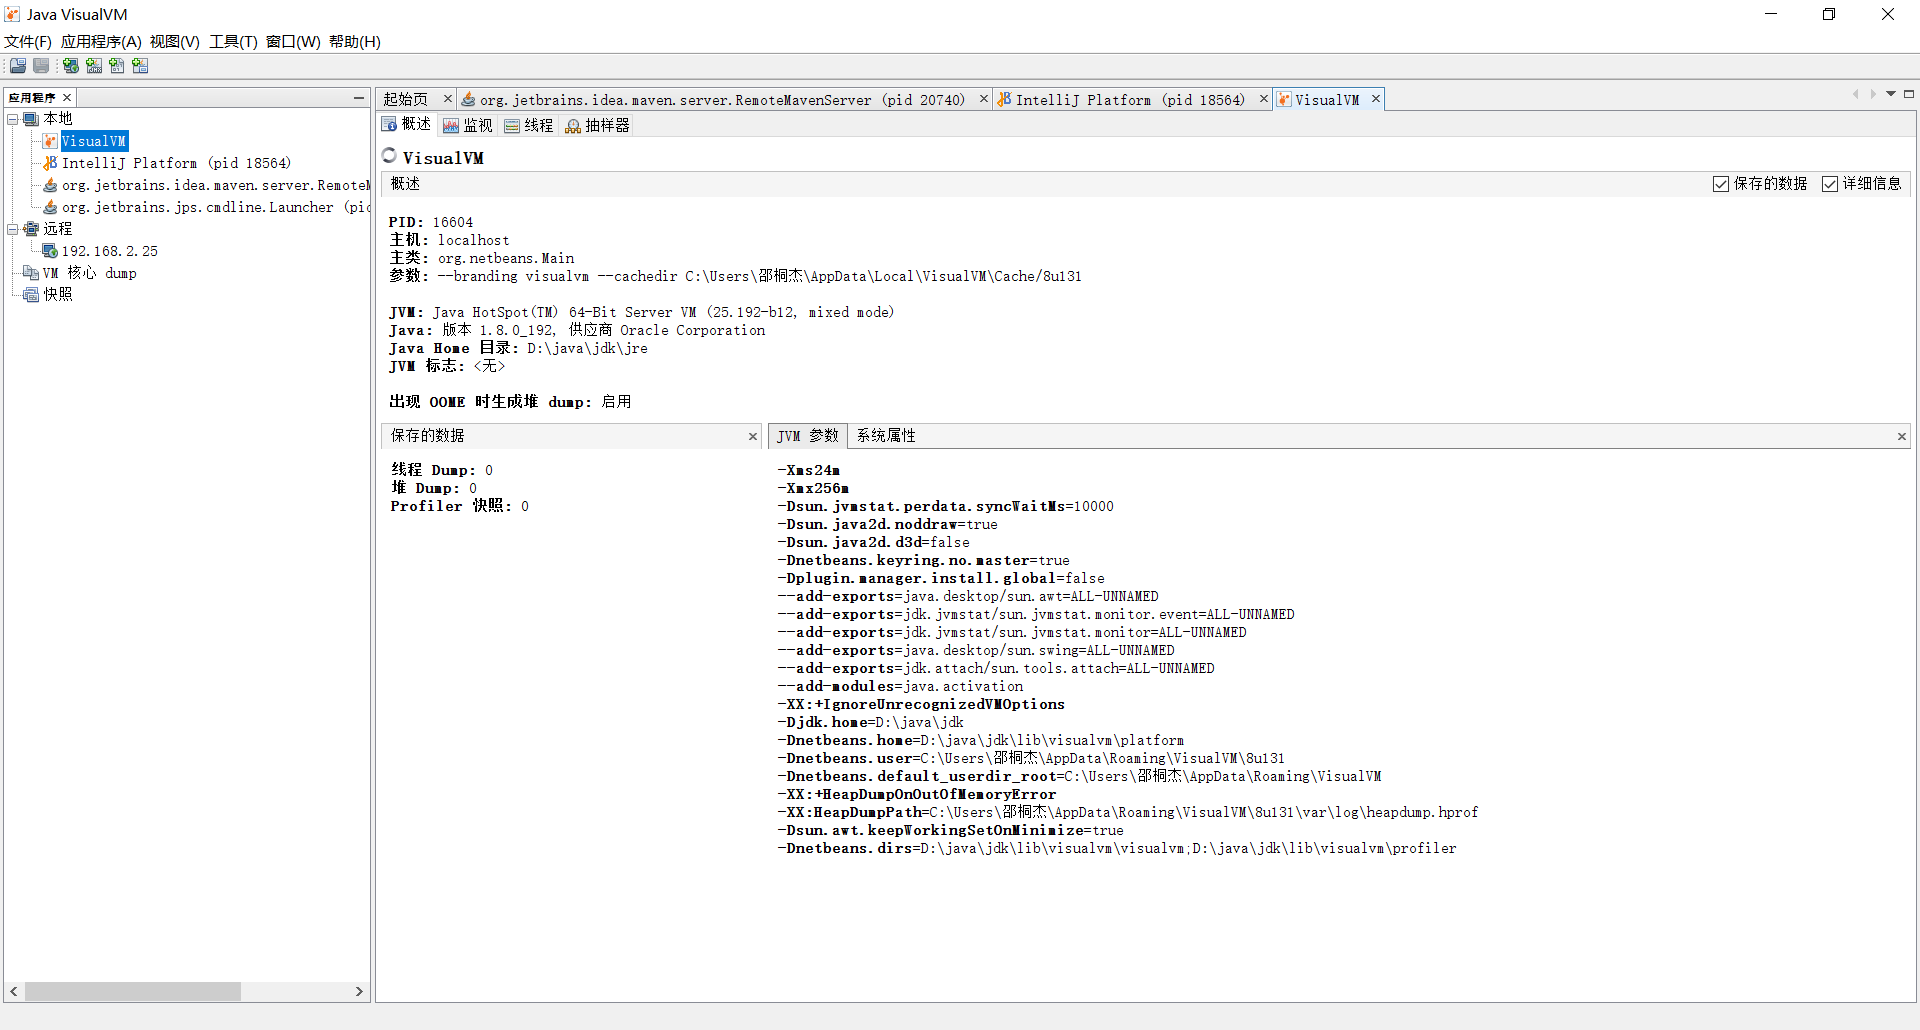 Java VisualVM
文件(F) 应用程序(A) 视图(V) 工具(T) 窗口(W) 帮助(H)
应用程序
本地
VisualVM
IntelliJ Platform (pid 18564)
org.jetbrains.idea.maven.server.RemoteM
org.jetbrains.jps.cmdline.Launcher (pid
远程
192.168.2.25
VM 核心 dump
快照
起始页 org.jetbrains.idea.maven.server.RemoteMavenServer (pid 20740) IntelliJ Platform (pid 18564) VisualVM
概述 监视 线程 抽样器
VisualVM
概述 保存的数据 详细信息
PID: 16604
主机: localhost
主类: org.netbeans.Main
参数: --branding visualvm --cachedir C:\Users\邵桐杰\AppData\Local\VisualVM\Cache/8u131
JVM: Java HotSpot(TM) 64-Bit Server VM (25.192-b12, mixed mode)
Java: 版本 1.8.0_192, 供应商 Oracle Corporation
Java Home 目录: D:\java\jdk\jre
JVM 标志: <无>
出现 OOME 时生成堆 dump: 启用
保存的数据
线程 Dump: 0
堆 Dump: 0
Profiler 快照: 0
JVM 参数 系统属性
-Xms24m
-Xmx256m
-Dsun.jvmstat.perdata.syncWaitMs=10000
-Dsun.java2d.noddraw=true
-Dsun.java2d.d3d=false
-Dnetbeans.keyring.no.master=true
-Dplugin.manager.install.global=false
--add-exports=java.desktop/sun.awt=ALL-UNNAMED
--add-exports=jdk.jvmstat/sun.jvmstat.monitor.event=ALL-UNNAMED
--add-exports=jdk.jvmstat/sun.jvmstat.monitor=ALL-UNNAMED
--add-exports=java.desktop/sun.swing=ALL-UNNAMED
--add-exports=jdk.attach/sun.tools.attach=ALL-UNNAMED
--add-modules=java.activation
-XX:+IgnoreUnrecognizedVMOptions
-Djdk.home=D:\java\jdk
-Dnetbeans.home=D:\java\jdk\lib\visualvm\platform
-Dnetbeans.user=C:\Users\邵桐杰\AppData\Roaming\VisualVM\8u131
-Dnetbeans.default_userdir_root=C:\Users\邵桐杰\AppData\Roaming\VisualVM
-XX:+HeapDumpOnOutOfMemoryError
-XX:HeapDumpPath=C:\Users\邵桐杰\AppData\Roaming\VisualVM\8u131\var\log\heapdump.hprof
-Dsun.awt.keepWorkingSetOnMinimize=true
-Dnetbeans.dirs=D:\java\jdk\lib\visualvm\visualvm;D:\java\jdk\lib\visualvm\profiler